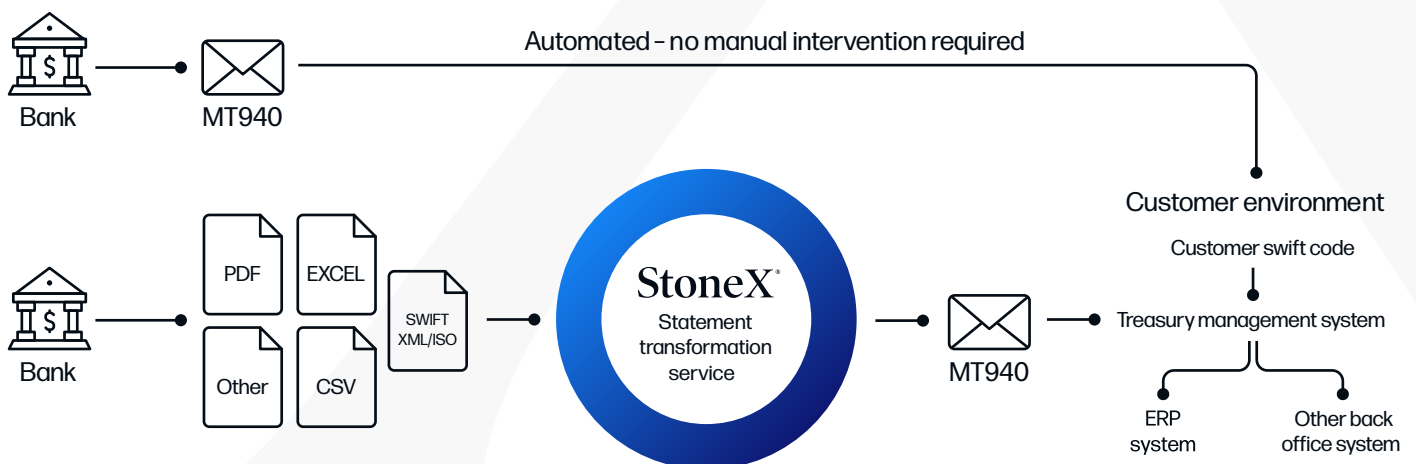 Automated – no manual intervention required
$
Bank
MT940
Customer environment
Customer swift code
Treasury management system
ERP
system
Other back
office system
$
Bank
PDF
EXCEL
SWIFT
XML/ISO
Other
CSV
StoneX®
Statement
transformation
service
MT940